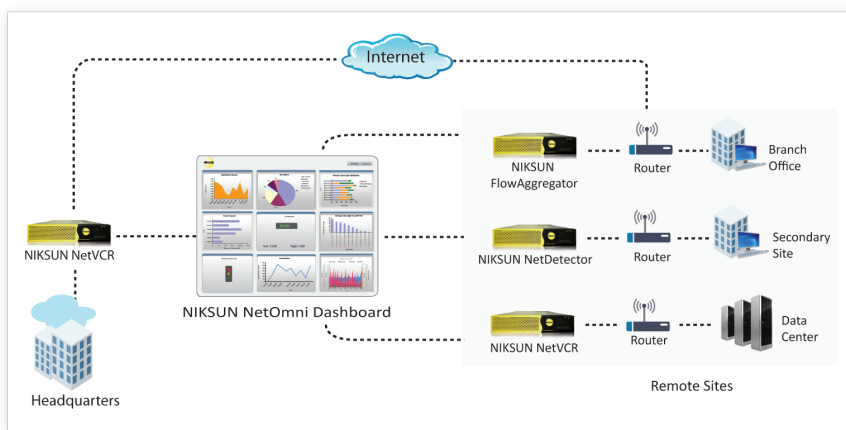 Internet
NIKSUN
FlowAggregator
Router
Branch
Office
NIKSUN NetVCR
NIKSUN NetDetector
Router
Secondary
Site
NIKSUN NetOmni Dashboard
NIKSUN NetVCR
Router
Data
Center
Headquarters
Remote Sites